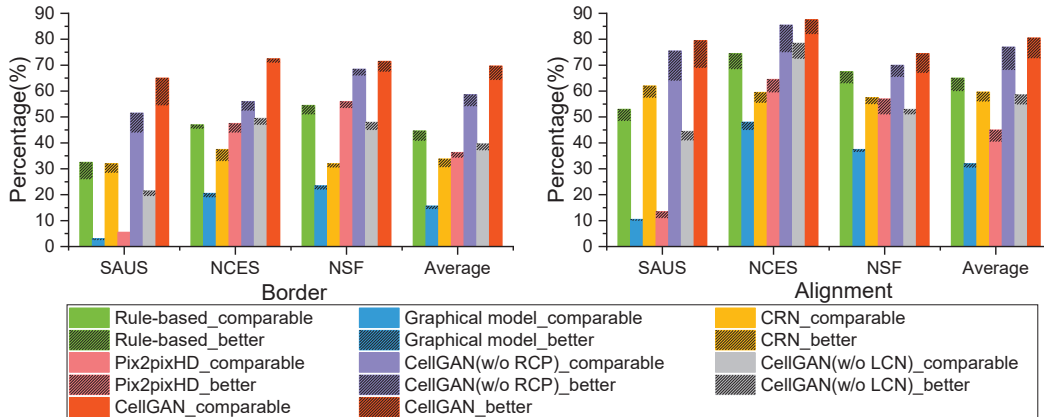 Percentage(%)
90
80
70
60
50
40
30
20
10
0
SAUS NCES NSF Average
Border
Percentage(%)
90
80
70
60
50
40
30
20
10
0
SAUS NCES NSF Average
Alignment
Rule-based_comparable Graphical model_comparable CRN_comparable
Rule-based_better Graphical model_better CRN_better
Pix2pixHD_comparable CellGAN(w/o RCP)_comparable CellGAN(w/o LCN)_comparable
Pix2pixHD_better CellGAN(w/o RCP)_better CellGAN(w/o LCN)_better
CellGAN_comparable CellGAN_better